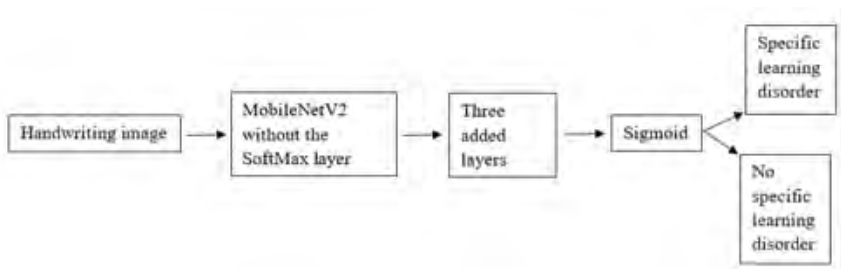 Handwriting image
MobileNetV2
without the
SoftMax layer
Three
added
layers
Sigmoid
Specific
learning
disorder
No
specific
learning
disorder